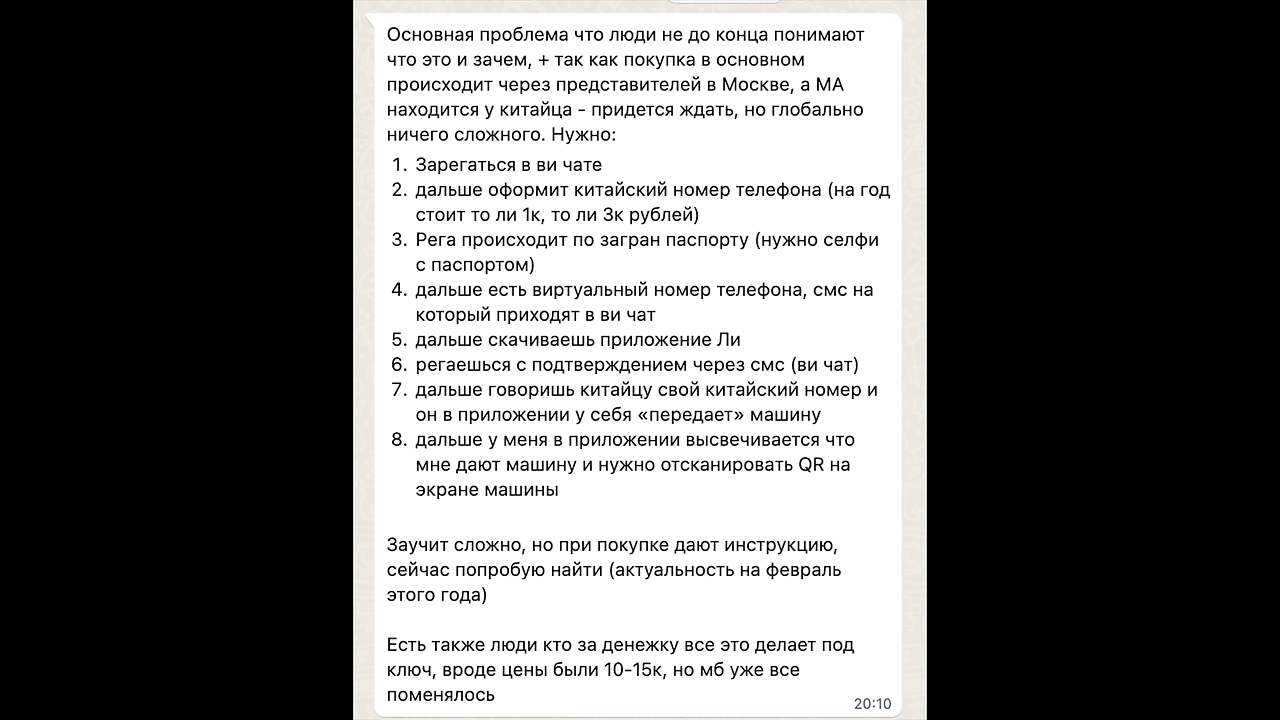 Основная проблема что люди не до конца понимают
что это и зачем, + так как покупка в основном
происходит через представителей в Москве, а МА
находится у китайца - придется ждать, но глобально
ничего сложного. Нужно:
1. Зарегаться в ви чате
2. дальше оформит китайский номер телефона (на год
стоит то ли 1к, то ли 3к рублей)
3. Рега происходит по загран паспорту (нужно селфи
с паспортом)
4. дальше есть виртуальный номер телефона, смс на
который приходят в ви чат
5. дальше скачиваешь приложение Ли
6. регаешься с подтверждением через смс (ви чат)
7. дальше говоришь китайцу свой китайский номер и
он в приложении у себя «передает» машину
8. дальше у меня в приложении высвечивается что
мне дают машину и нужно отсканировать QR на
экране машины
Заучит сложно, но при покупке дают инструкцию,
сейчас попробую найти (актуальность на февраль
этого года)
Есть также люди кто за денежку все это делает под
ключ, вроде цены были 10-15к, но мб уже все
поменялось
20:10